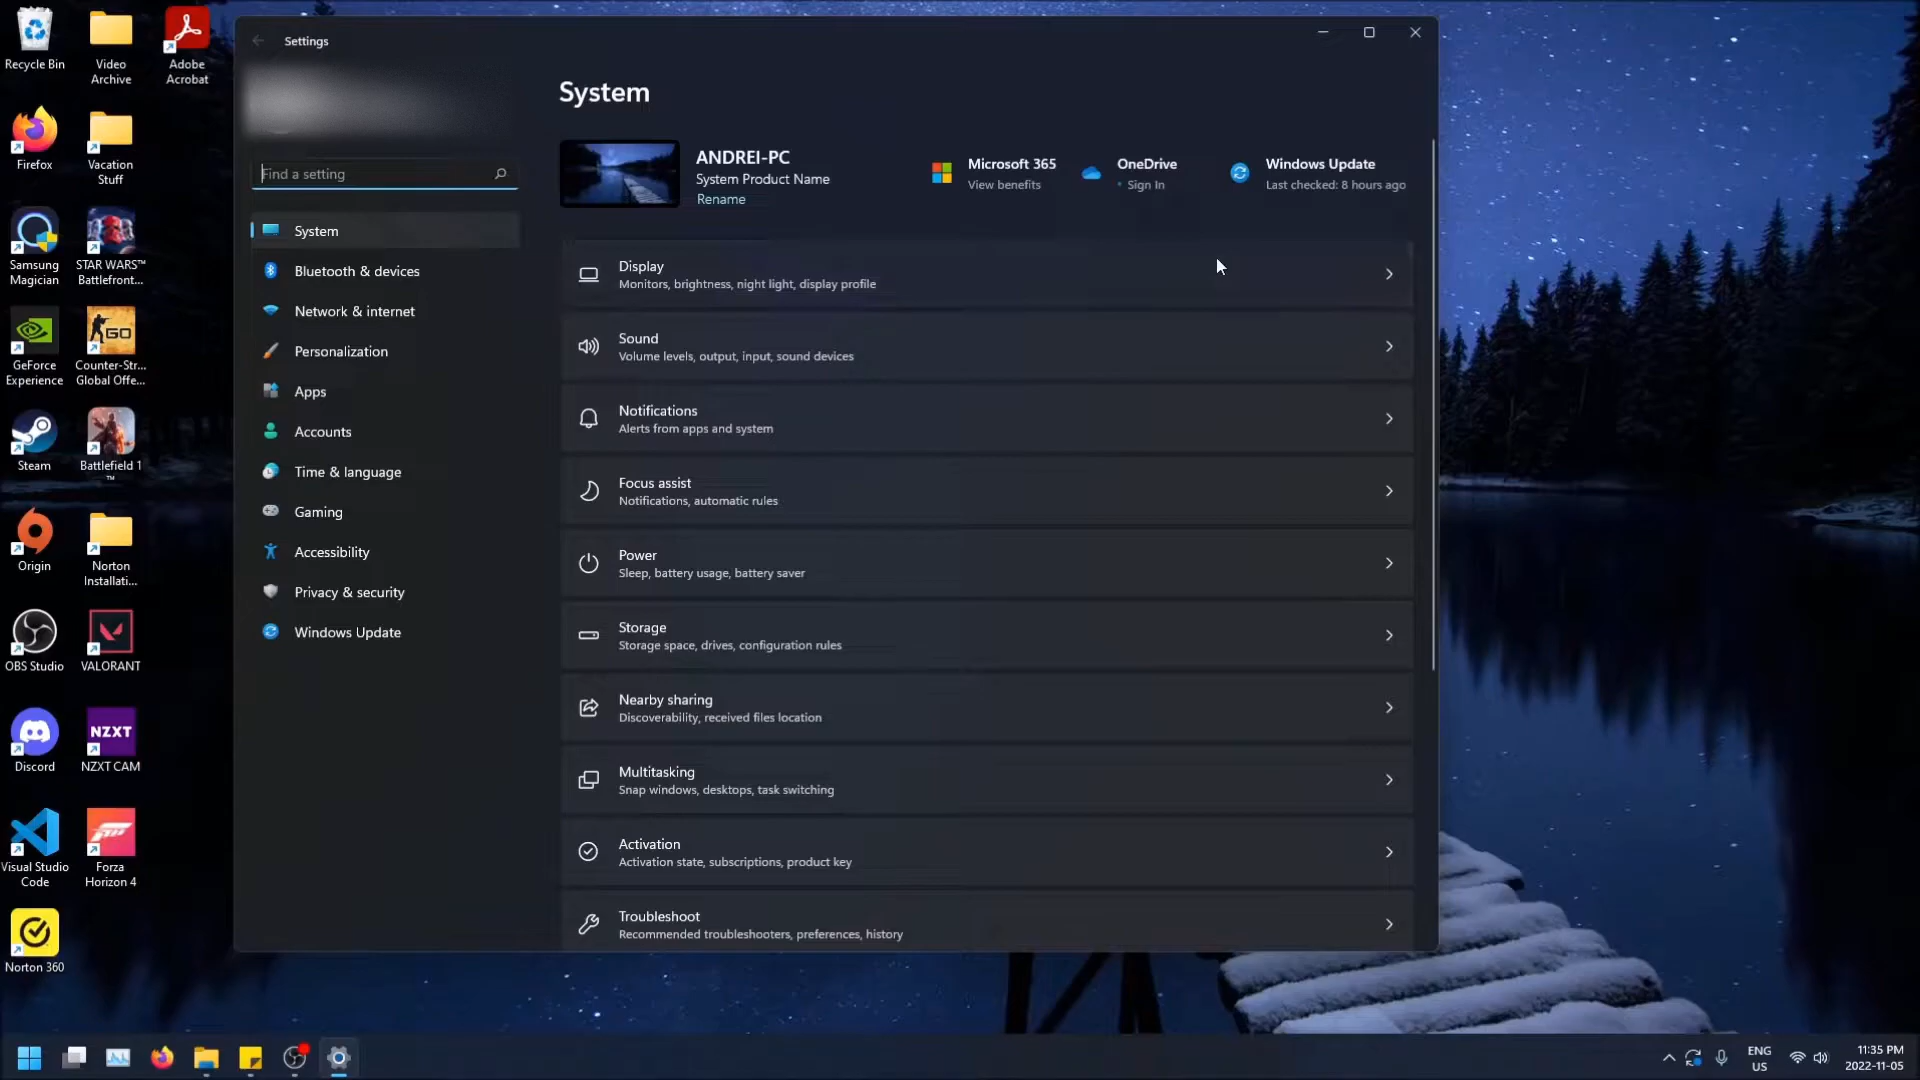 Recycle Bin
Video
Archive
Adobe
Acrobat
Firefox
Vacation
Stuff
Samsung
Magician
STAR WARS™
Battlefront...
GeForce
Experience
GO
Counter-Str...
Global Offe...
Steam
Battlefield 1
™
Origin
Norton
Installati...
OBS Studio
VALORANT
Discord
NZXT
NZXT CAM
Visual Studio
Code
Forza
Horizon 4
Norton 360
Settings
Find a setting
System
Bluetooth & devices
Network & internet
Personalization
Apps
Accounts
Time & language
Gaming
Accessibility
Privacy & security
Windows Update
System
ANDREI-PC
System Product Name
Rename
Microsoft 365
View benefits
OneDrive
• Sign In
Windows Update
Last checked: 8 hours ago
Display
Monitors, brightness, night light, display profile
Sound
Volume levels, output, input, sound devices
Notifications
Alerts from apps and system
Focus assist
Notifications, automatic rules
Power
Sleep, battery usage, battery saver
Storage
Storage space, drives, configuration rules
Nearby sharing
Discoverability, received files location
Multitasking
Snap windows, desktops, task switching
Activation
Activation state, subscriptions, product key
Troubleshoot
Recommended troubleshooters, preferences, history
ENG
US
11:35 PM
2022-11-05